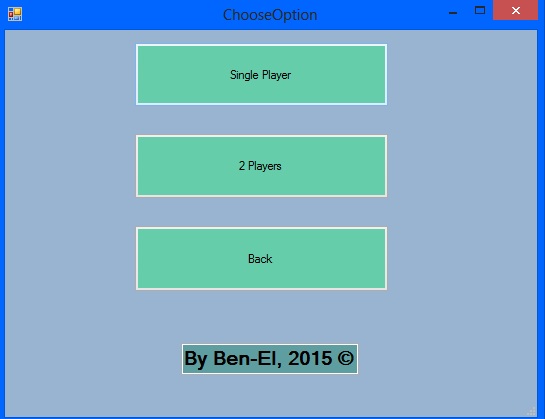 ChooseOption
Single Player
2 Players
Back
By Ben-El, 2015 ©